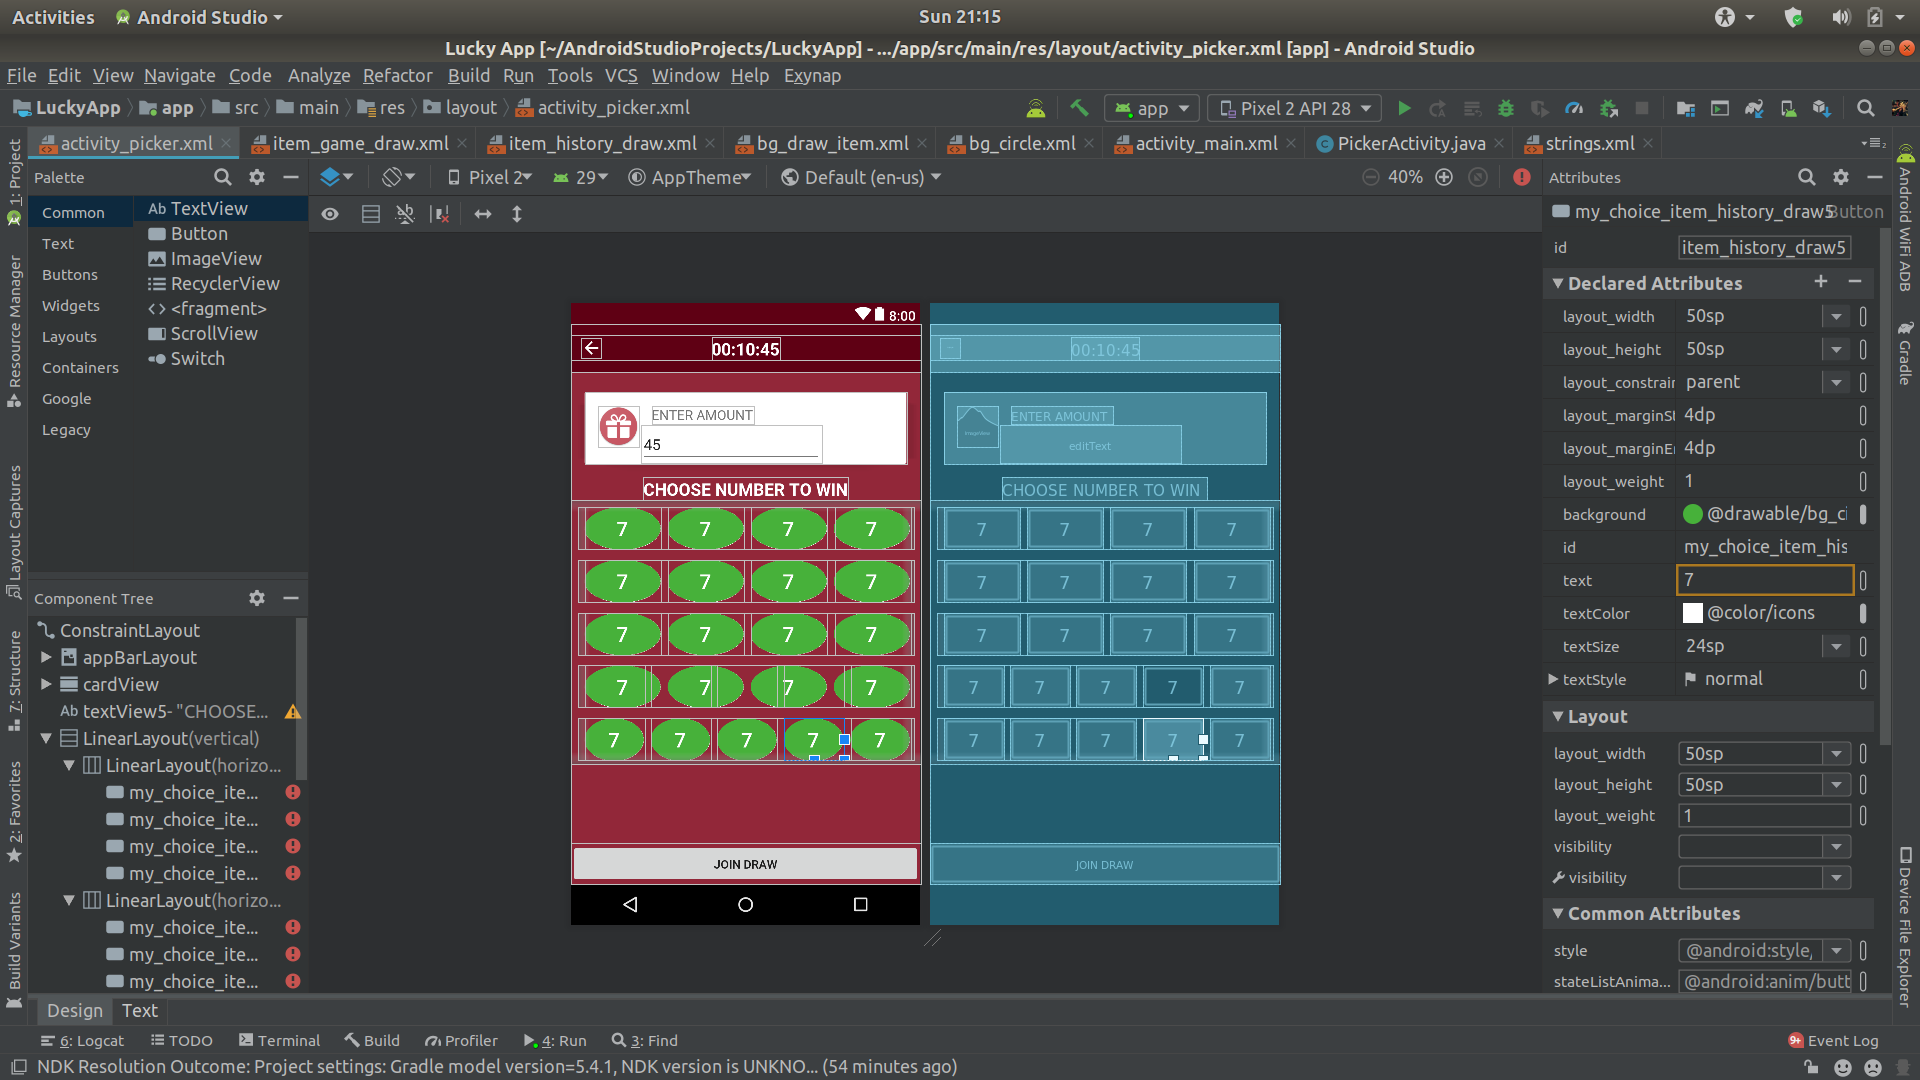 Activities
Android Studio
Sun 21:15
Lucky App [~/AndroidStudioProjects/LuckyApp] - .../app/src/main/res/layout/activity_picker.xml [app] - Android Studio
File Edit View Navigate Code Analyze Refactor Build Run Tools VCS Window Help Exynap
LuckyApp app src main res layout activity_picker.xml
app
Pixel 2 API 28
activity_picker.xml item_game_draw.xml item_history_draw.xml bg_draw_item.xml bg_circle.xml activity_main.xml PickerActivity.java strings.xml
1: Project
Resource Manager
Layout Captures
7: Structure
2: Favorites
Build Variants
Palette
Common
Text
Buttons
Widgets
Layouts
Containers
Google
Legacy
Ab TextView
Button
ImageView
RecyclerView
<fragment>
ScrollView
Switch
Component Tree
ConstraintLayout
appBarLayout
cardView
Ab textView5- "CHOOSE...
LinearLayout(vertical)
LinearLayout(horizo...
my_choice_ite...
my_choice_ite...
my_choice_ite...
my_choice_ite...
LinearLayout(horizo...
my_choice_ite...
my_choice_ite...
my_choice_ite...
Pixel 2 29 AppTheme Default (en-us)
40%
8:00
00:10:45
ENTER AMOUNT
45
CHOOSE NUMBER TO WIN
7 7 7 7
7 7 7 7
7 7 7 7
7 7 7 7
7 7 7 7 7
JOIN DRAW
00:10:45
ImageView
ENTER AMOUNT
editText
CHOOSE NUMBER TO WIN
7 7 7 7
7 7 7 7
7 7 7 7
7 7 7 7 7
7 7 7 7 7
JOIN DRAW
Attributes
my_choice_item_history_draw5 Button
id item_history_draw5
Declared Attributes
layout_width 50sp
layout_height 50sp
layout_constrain parent
layout_marginSt 4dp
layout_marginEn 4dp
layout_weight 1
background @drawable/bg_ci
id my_choice_item_his
text 7
textColor @color/icons
textSize 24sp
textStyle normal
Layout
layout_width 50sp
layout_height 50sp
layout_weight 1
visibility
visibility
Common Attributes
style @android:style/
stateListAnima... @android:anim/butt
Android WiFi ADB
Gradle
Device File Explorer
Design Text
6: Logcat TODO Terminal Build Profiler 4: Run 3: Find
9+ Event Log
NDK Resolution Outcome: Project settings: Gradle model version=5.4.1, NDK version is UNKNO... (54 minutes ago)